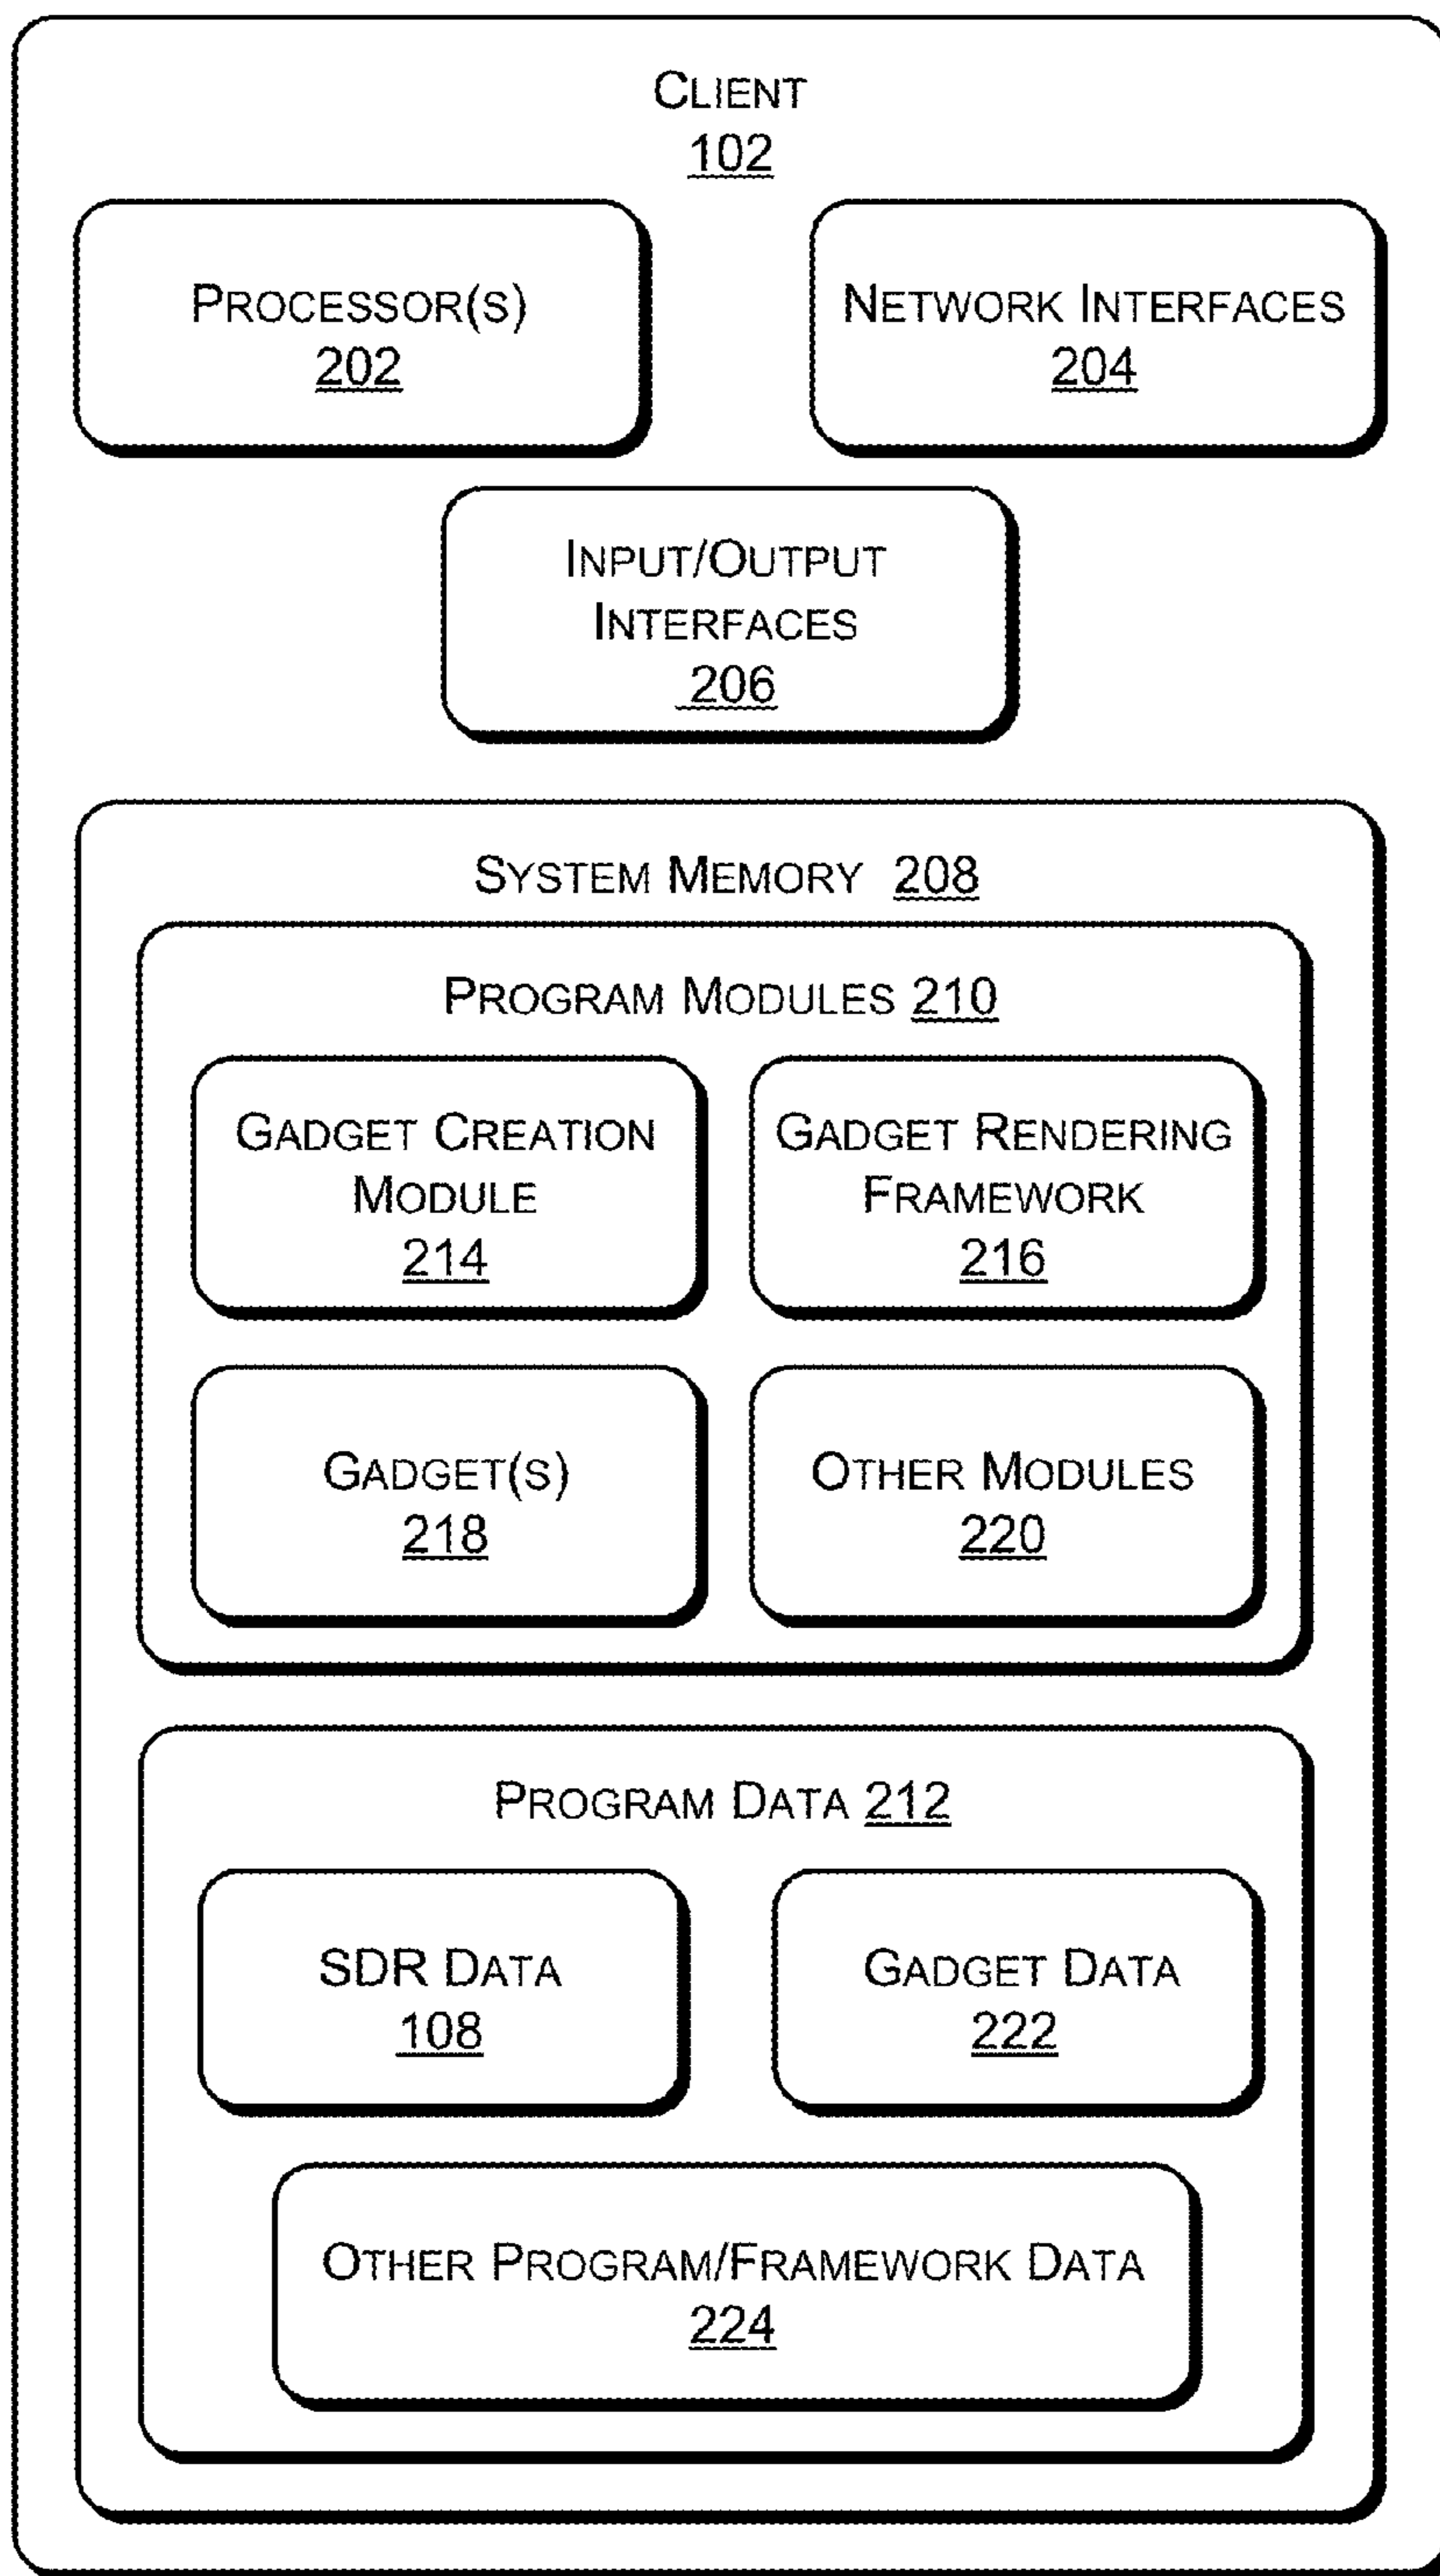 CLIENT
102
PROCESSOR(S)
202
NETWORK INTERFACES
204
INPUT/OUTPUT
INTERFACES
206
SYSTEM MEMORY 208
PROGRAM MODULES 210
GADGET CREATION
MODULE
214
GADGET RENDERING
FRAMEWORK
216
GADGET(S)
218
OTHER MODULES
220
PROGRAM DATA 212
SDR DATA
108
GADGET DATA
222
OTHER PROGRAM/FRAMEWORK DATA
224